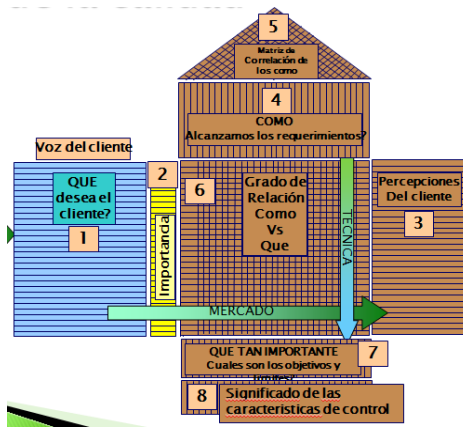 5
Matriz de
Correlación de
los como
4
COMO
Alcanzamos los requerimientos?
Voz del cliente
QUE
desea el
cliente?
1
2
Importancia
6
Grado de
Relación
Como
Vs
Que
TECNICA
Percepciones
Del cliente
3
MERCADO
QUE TAN IMPORTANTE
Cuales son los objetivos y
7
8
Significado de las
características de control